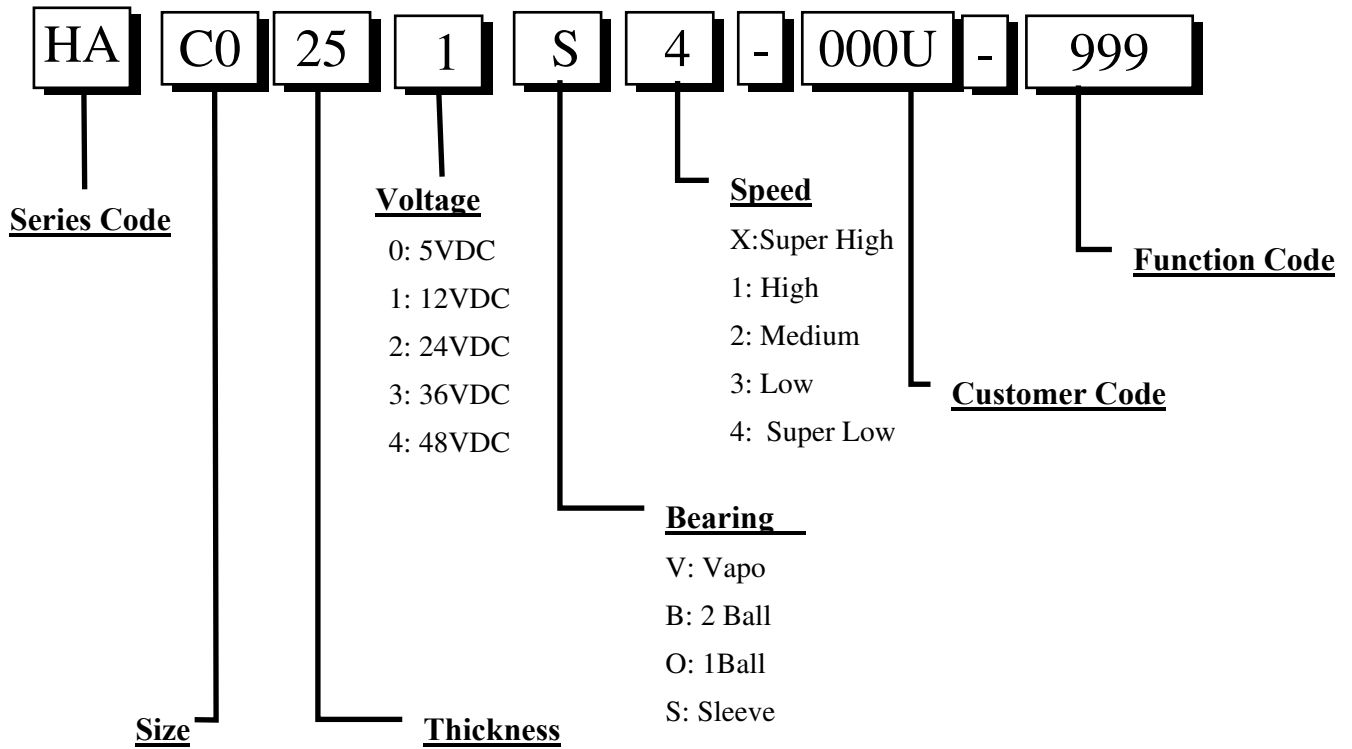 HA C0 25 1 S 4 - 000U - 999
Series Code
Voltage
0: 5VDC
1: 12VDC
2: 24VDC
3: 36VDC
4: 48VDC
Speed
X:Super High
1: High
2: Medium
3: Low
4: Super Low
Function Code
Customer Code
Bearing
V: Vapo
B: 2 Ball
O: 1Ball
S: Sleeve
Size
Thickness